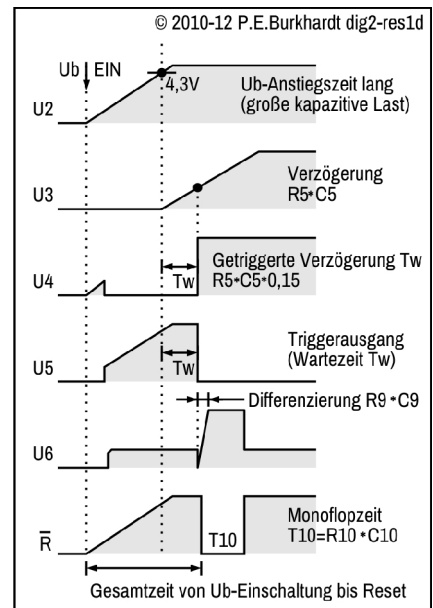 © 2010-12 P.E.Burkhardt dig2-res1d
Ub EIN
4,3V
Ub-Anstiegszeit lang
(große kapazitive Last)
U2
Verzögerung
R5*C5
U3
Getriggerte Verzögerung Tw
R5*C5*0,15
Tw
U4
Triggerausgang
(Wartezeit Tw)
Tw
U5
Differenzierung R9*C9
U6
Monoflopzeit
T10=R10*C10
T10
R
Gesamtzeit von Ub-Einschaltung bis Reset